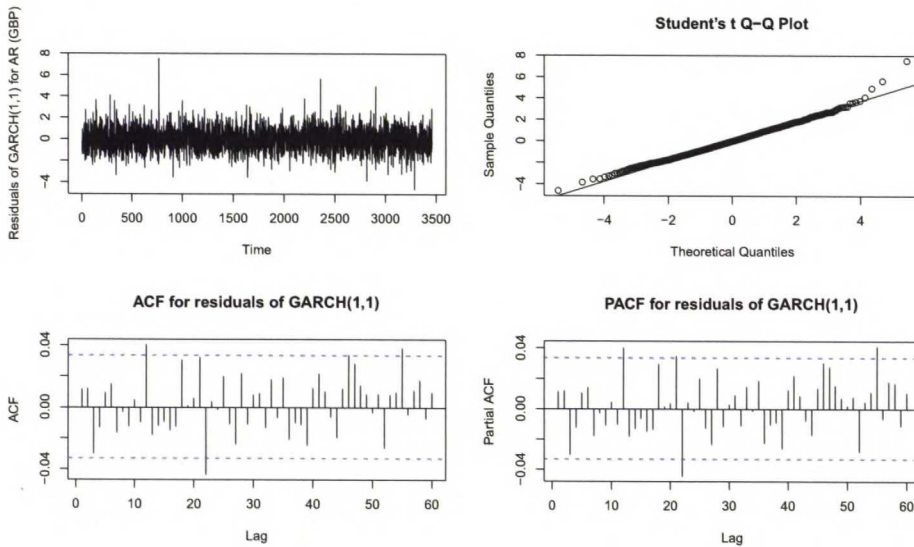 Residuals of GARCH(1,1) for AR (GBP)
8
6
4
2
0
−4
0 500 1000 1500 2000 2500 3000 3500
Time
Student's t Q−Q Plot
Sample Quantiles
8
6
4
2
0
−4
−4 −2 0 2 4
Theoretical Quantiles
ACF for residuals of GARCH(1,1)
ACF
0.04
0.00
−0.04
0 10 20 30 40 50 60
Lag
PACF for residuals of GARCH(1,1)
Partial ACF
0.04
0.00
−0.04
0 10 20 30 40 50 60
Lag